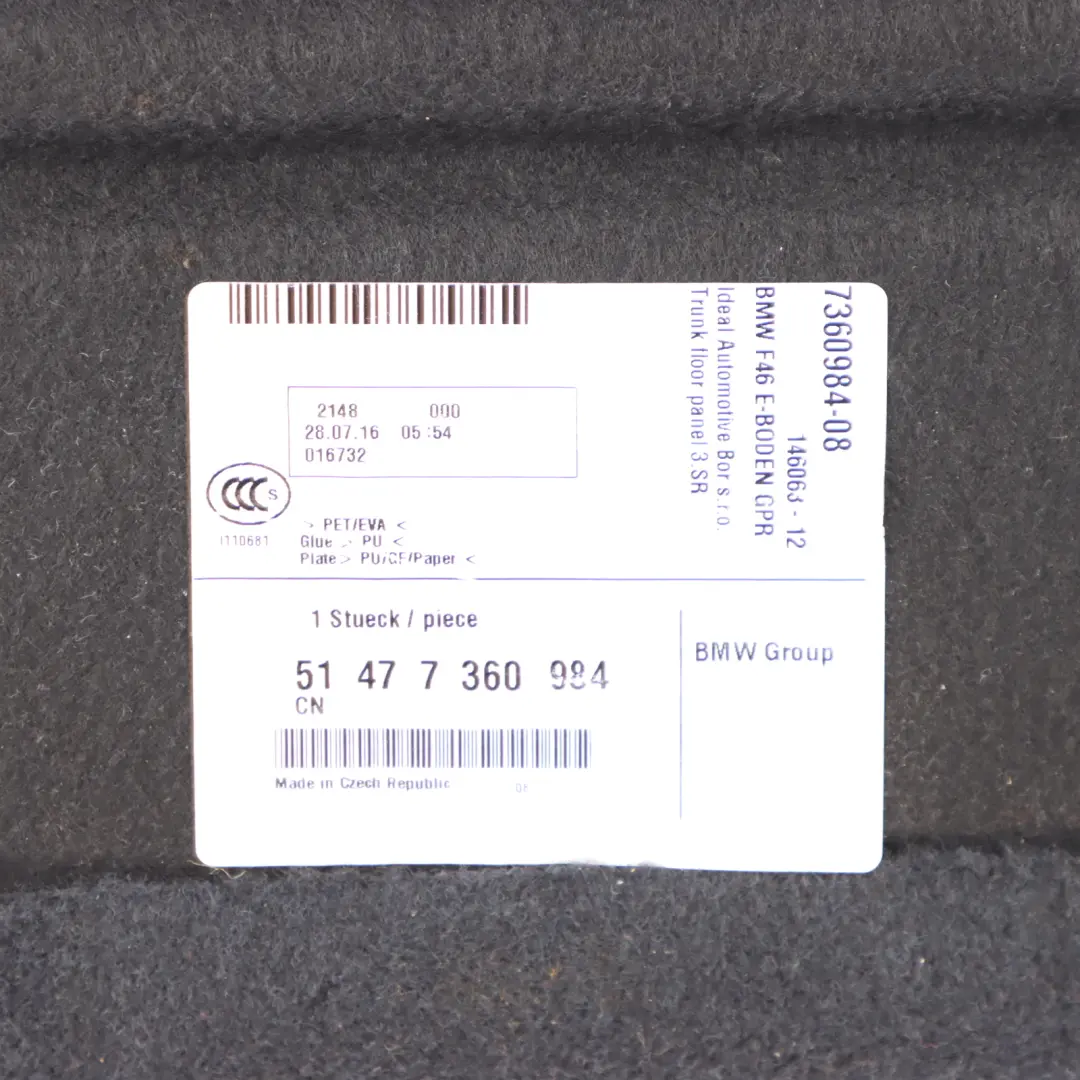 2148 000
28.07.16 05:54
016732
CCC S
> PET/EVA <
Glue > PU <
Plate > PU/GF/Paper <
7360984-08
146063 - 12
BMW F46 E-BODEN GPR
Ideal Automotive Bor s.r.o.
Trunk floor panel 3.SR
1 Stueck / piece
51 47 7 360 984
CN
Made in Czech Republic 08
BMW Group